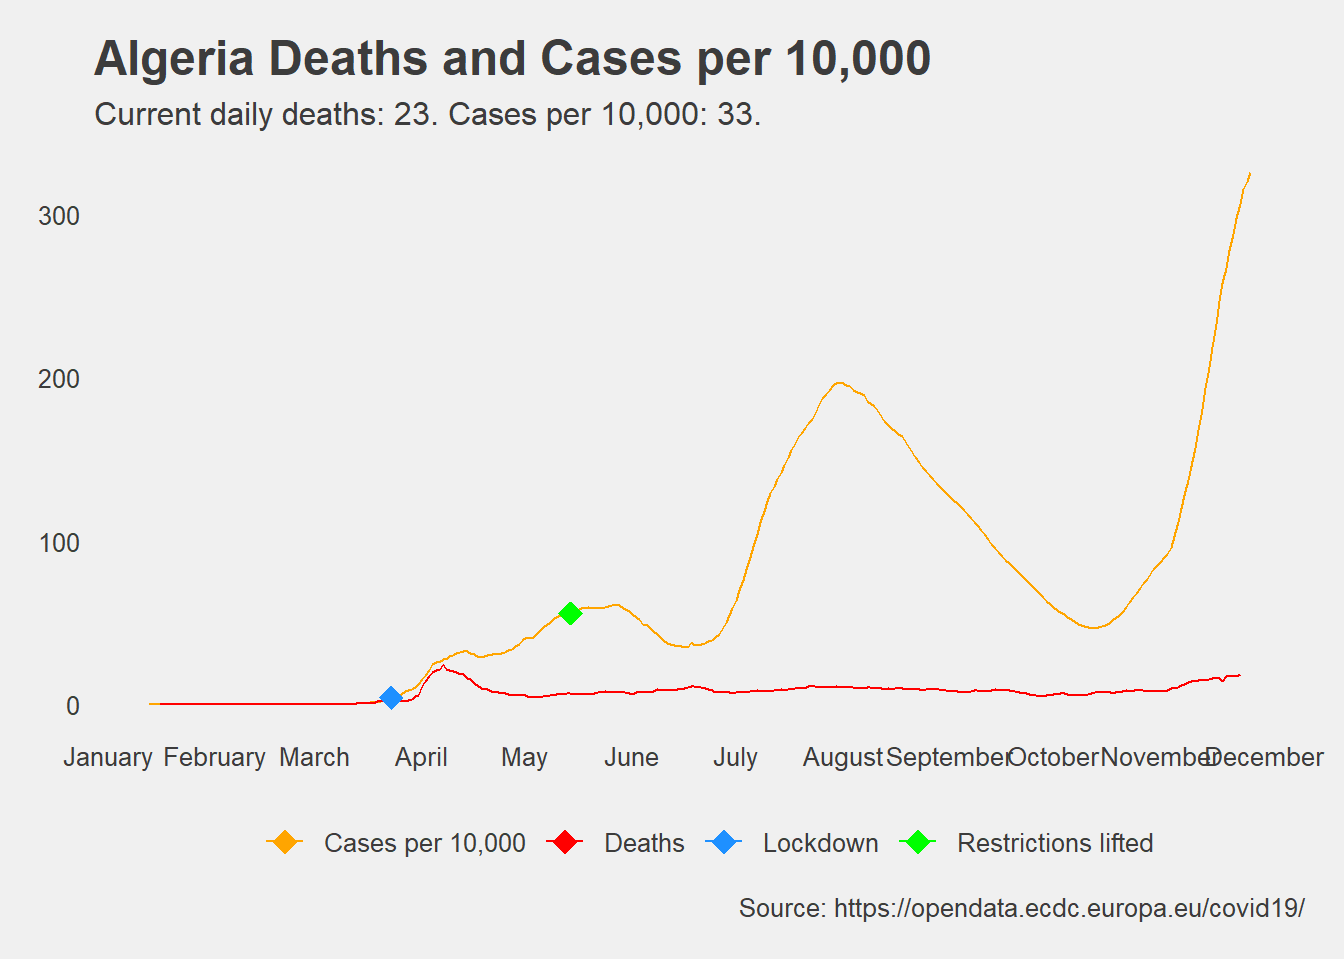 Algeria Deaths and Cases per 10,000
Current daily deaths: 23. Cases per 10,000: 33.
300
200
100
0
January February March April May June July August September October November December
Cases per 10,000 Deaths Lockdown Restrictions lifted
Source: https://opendata.ecdc.europa.eu/covid19/